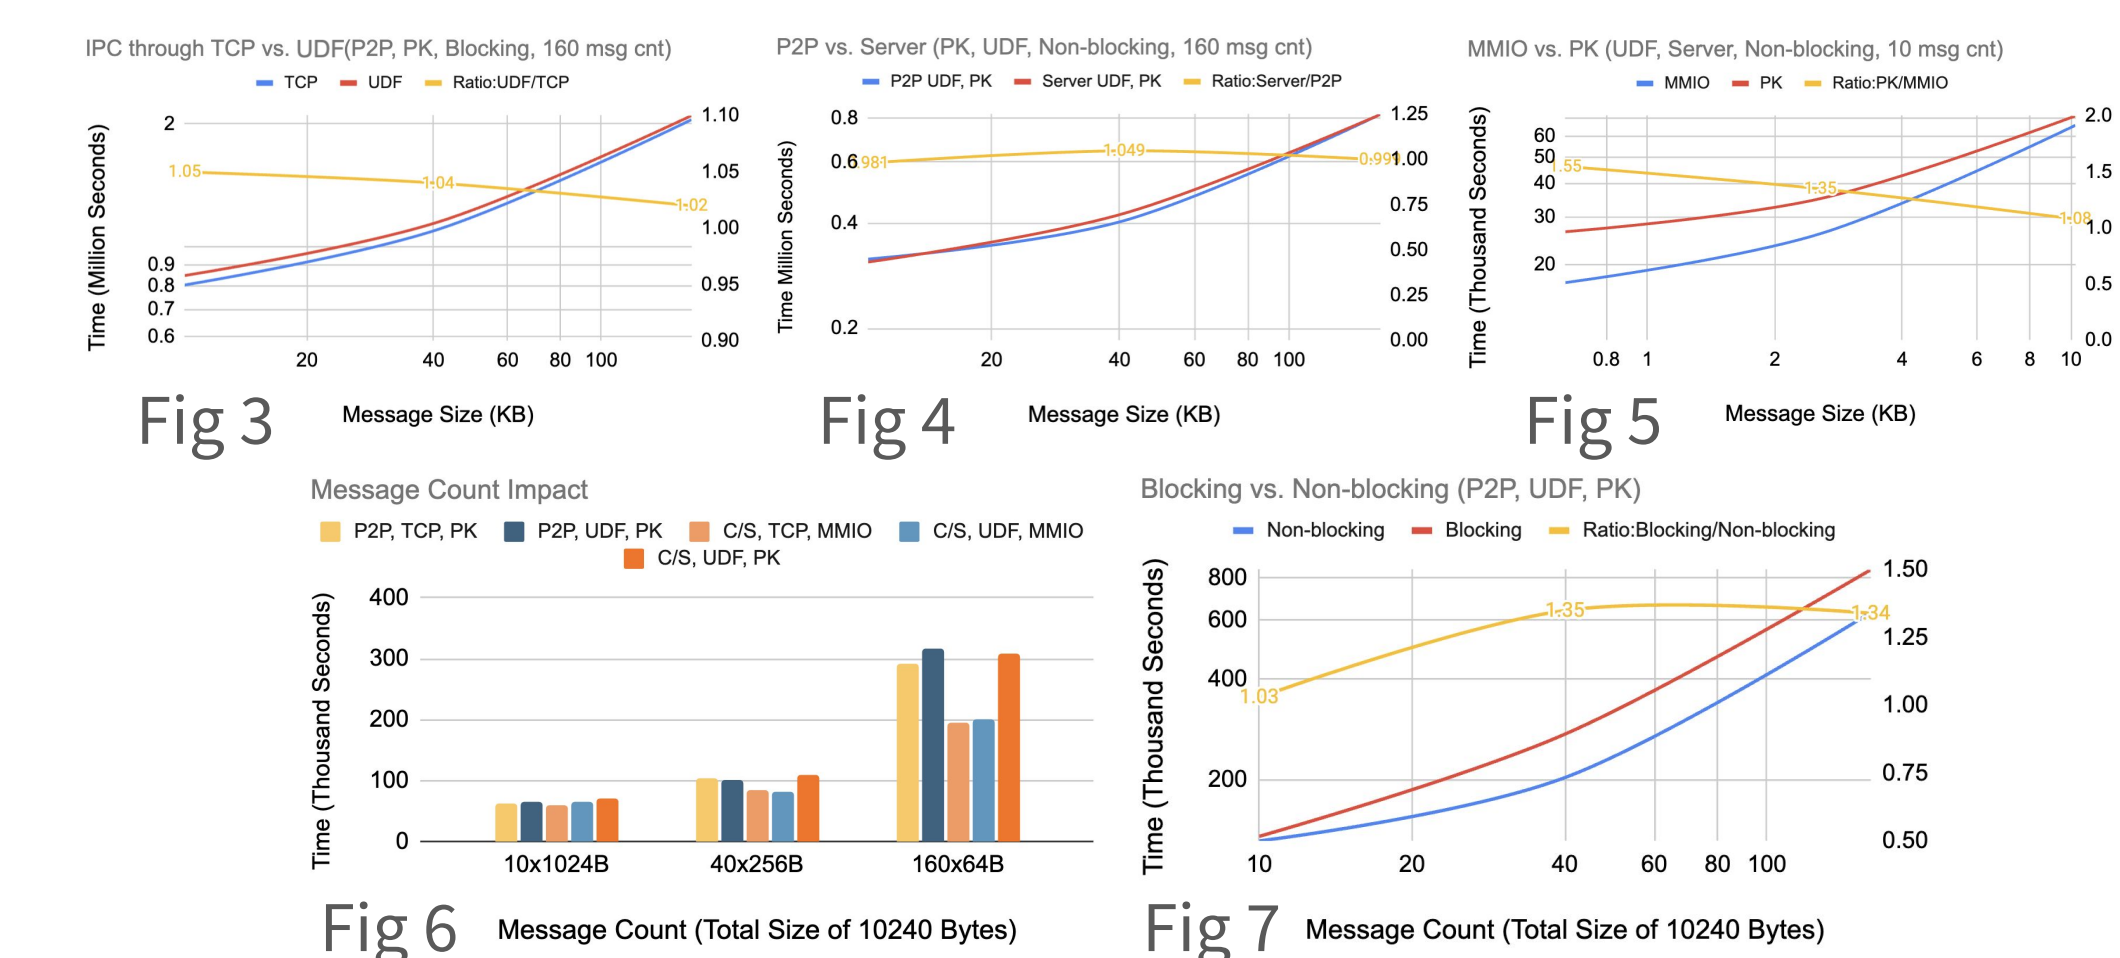 IPC through TCP vs. UDF(P2P, PK, Blocking, 160 msg cnt)
TCP UDF Ratio:UDF/TCP
Time (Million Seconds)
2
0.9
0.8
0.7
0.6
1.05
1.04
1.02
1.10
1.05
1.00
0.95
0.90
20 40 60 80 100
Message Size (KB)
Fig 3
P2P vs. Server (PK, UDF, Non-blocking, 160 msg cnt)
P2P UDF, PK Server UDF, PK Ratio:Server/P2P
Time Million Seconds)
0.8
0.6
0.4
0.2
.981
1.049
0.999
1.25
1.00
0.75
0.50
0.25
0.00
20 40 60 80 100
Message Size (KB)
Fig 4
MMIO vs. PK (UDF, Server, Non-blocking, 10 msg cnt)
MMIO PK Ratio:PK/MMIO
Time (Thousand Seconds)
60
50
40
30
20
.55
1.35
1.08
2.0
1.5
1.0
0.5
0.0
0.8 1 2 4 6 8 10
Message Size (KB)
Fig 5
Message Count Impact
P2P, TCP, PK P2P, UDF, PK C/S, TCP, MMIO C/S, UDF, MMIO
C/S, UDF, PK
Time (Thousand Seconds)
400
300
200
100
0
10x1024B 40x256B 160x64B
Message Count (Total Size of 10240 Bytes)
Fig 6
Blocking vs. Non-blocking (P2P, UDF, PK)
Non-blocking Blocking Ratio:Blocking/Non-blocking
Time (Thousand Seconds)
800
600
400
200
1.03
1.35
1.34
1.50
1.25
1.00
0.75
0.50
10 20 40 60 80 100
Message Count (Total Size of 10240 Bytes)
Fig 7